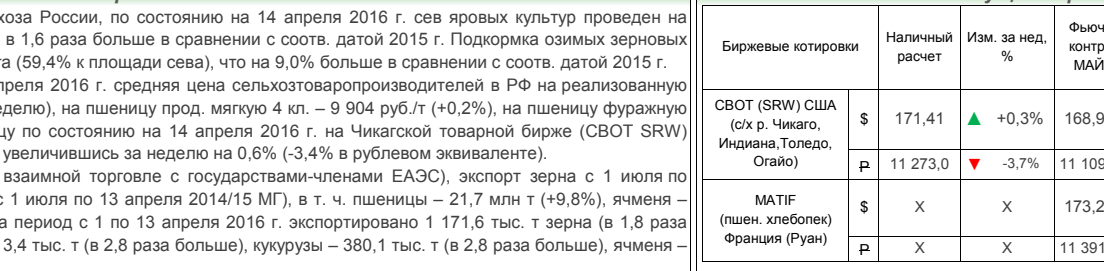 хоза России, по состоянию на 14 апреля 2016 г. сев яровых культур проведен на
в 1,6 раза больше в сравнении с соотв. датой 2015 г. Подкормка озимых зерновых
га (59,4% к площади сева), что на 9,0% больше в сравнении с соотв. датой 2015 г.
преля 2016 г. средняя цена сельхозтоваропроизводителей в РФ на реализованную
еделю), на пшеницу прод. мягкую 4 кл. – 9 904 руб./т (+0,2%), на пшеницу фуражную
цу по состоянию на 14 апреля 2016 г. на Чикагской товарной бирже (CBOT SRW)
увеличившись за неделю на 0,6% (-3,4% в рублевом эквиваленте).
взаимной торговле с государствами-членами ЕАЭС), экспорт зерна с 1 июля по
с 1 июля по 13 апреля 2014/15 МГ), в т. ч. пшеницы – 21,7 млн т (+9,8%), ячменя –
а период с 1 по 13 апреля 2016 г. экспортировано 1 171,6 тыс. т зерна (в 1,8 раза
3,4 тыс. т (в 2,8 раза больше), кукурузы – 380,1 тыс. т (в 2,8 раза больше), ячменя –
Биржевые котировки
Наличный
расчет
Изм. за нед,
%
Фьюч
контр
МАЙ
CBOT (SRW) США
(с/х р. Чикаго,
Индиана,Толедо,
Огайо)
$ 171,41 ▲ +0,3% 168,9
₽ 11 273,0 ▼ -3,7% 11 109
MATIF
(пшен. хлебопек)
Франция (Руан)
$ X X 173,2
₽ X X 11 391